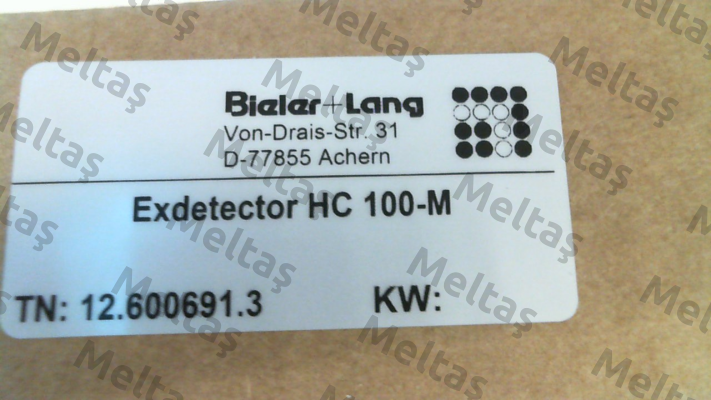 Bieler+Lang
Von-Drais-Str. 31
D-77855 Achern
Exdetector HC 100-M
TN: 12.600691.3 KW:
Meltaş